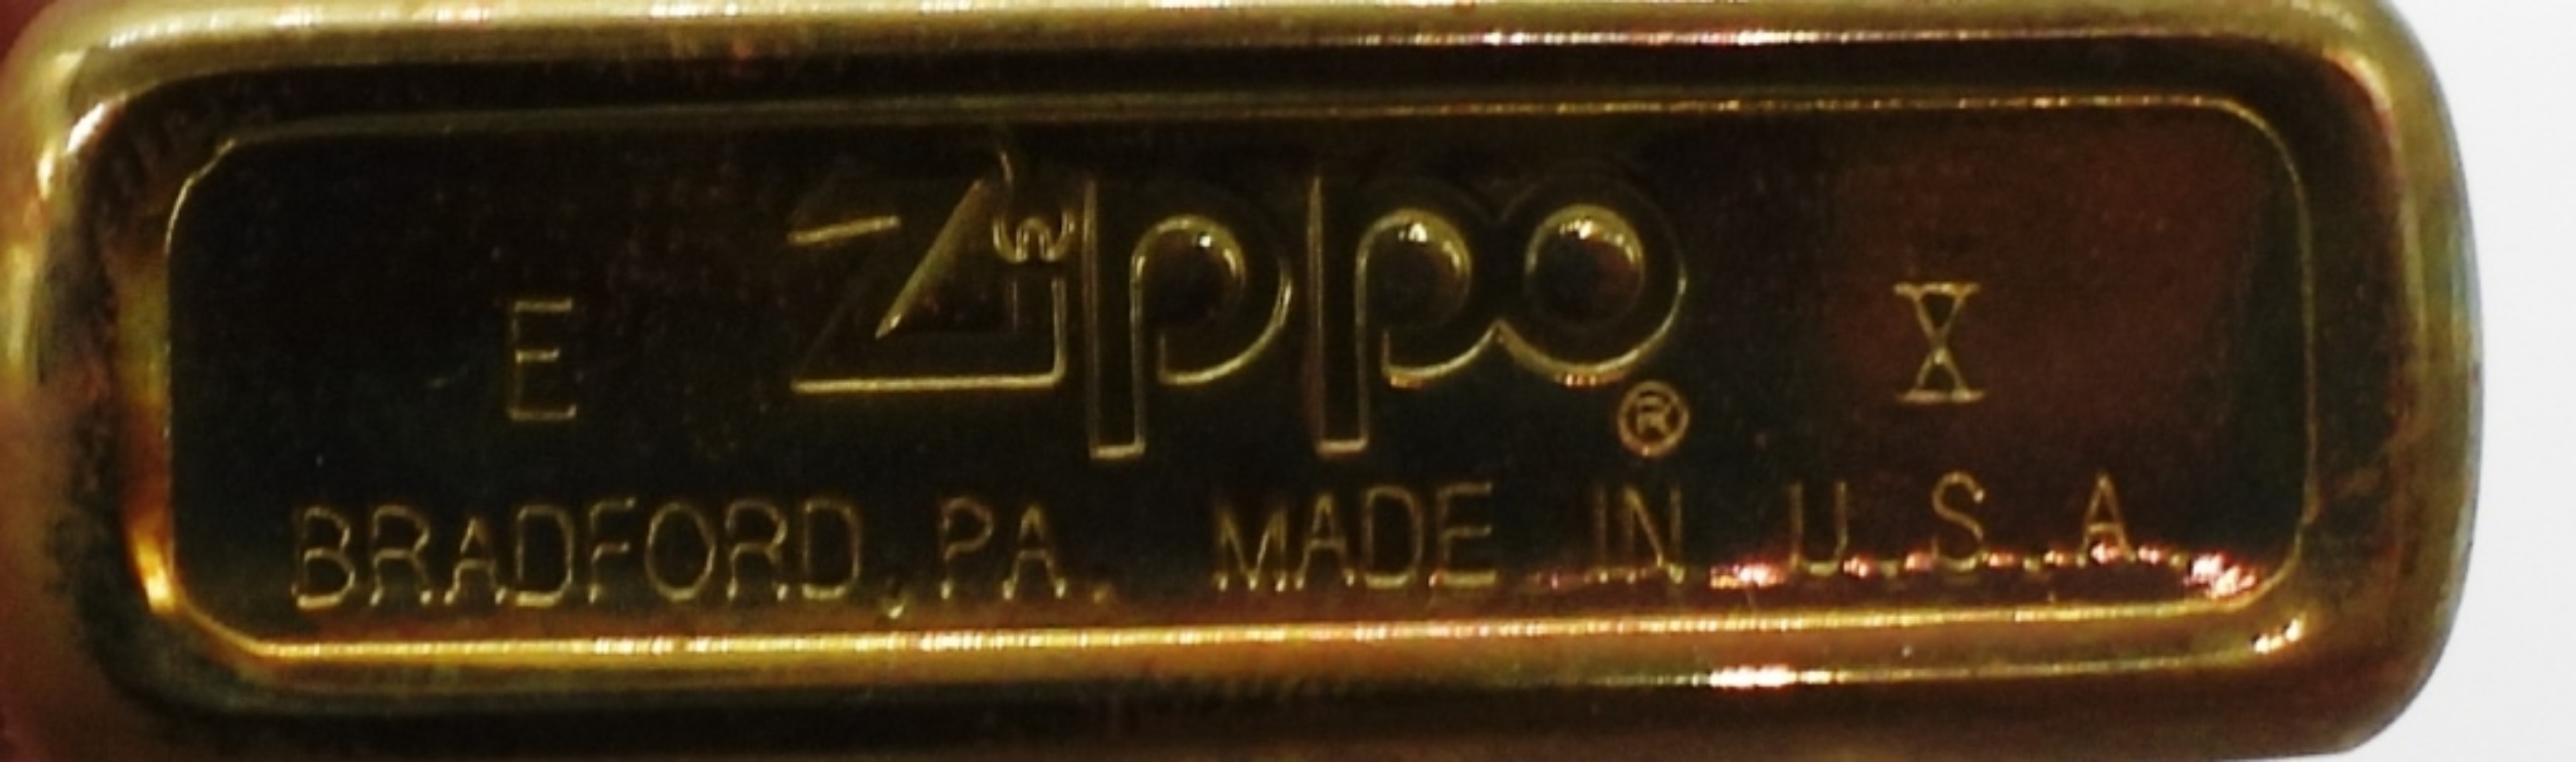 E Zippo ® X
BRADFORD, PA. MADE IN U.S.A.